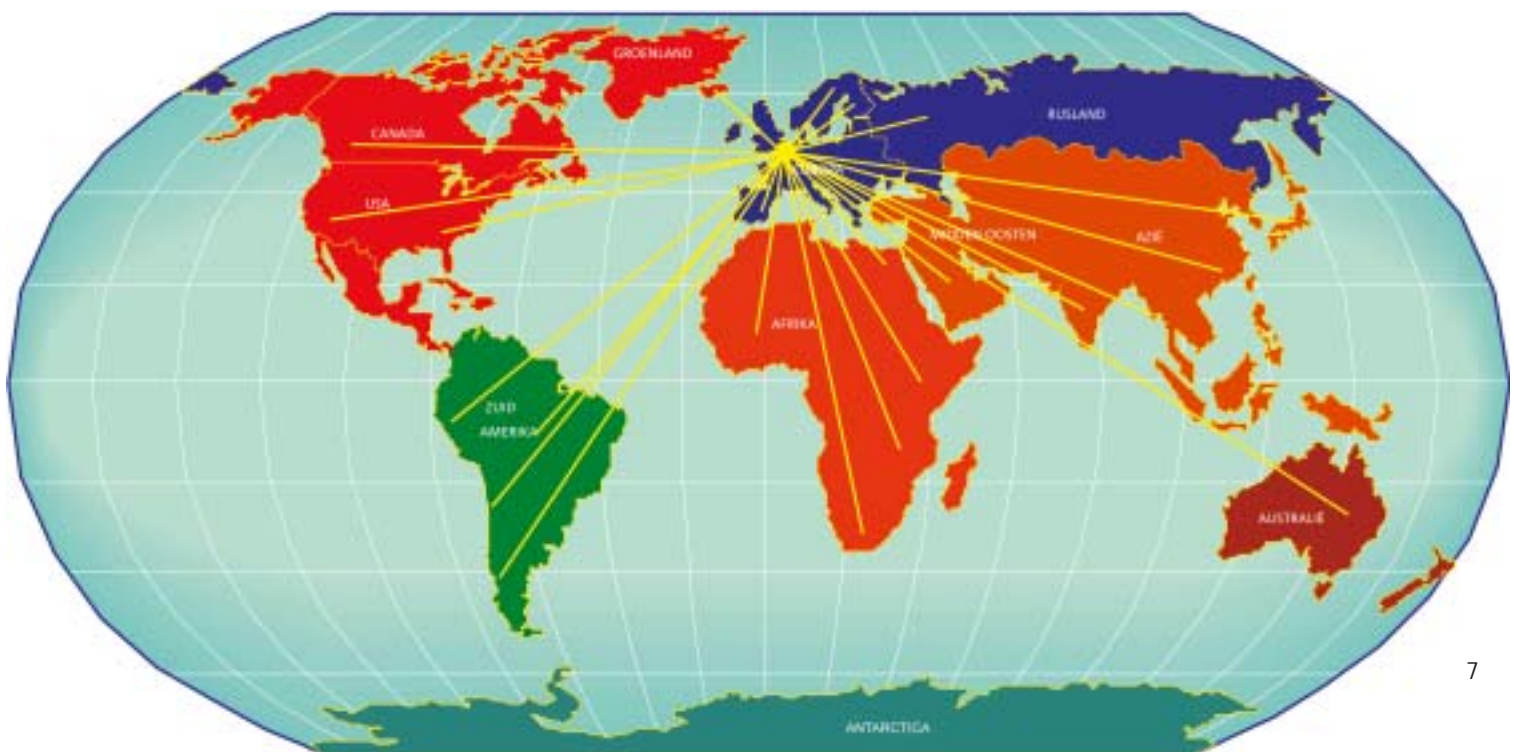 GROENLAND
CANADA
RUSLAND
USA
MIDDEN OOSTEN
AZIË
AFRIKA
ZUID
AMERIKA
AUSTRALIË
7
ANTARCTICA